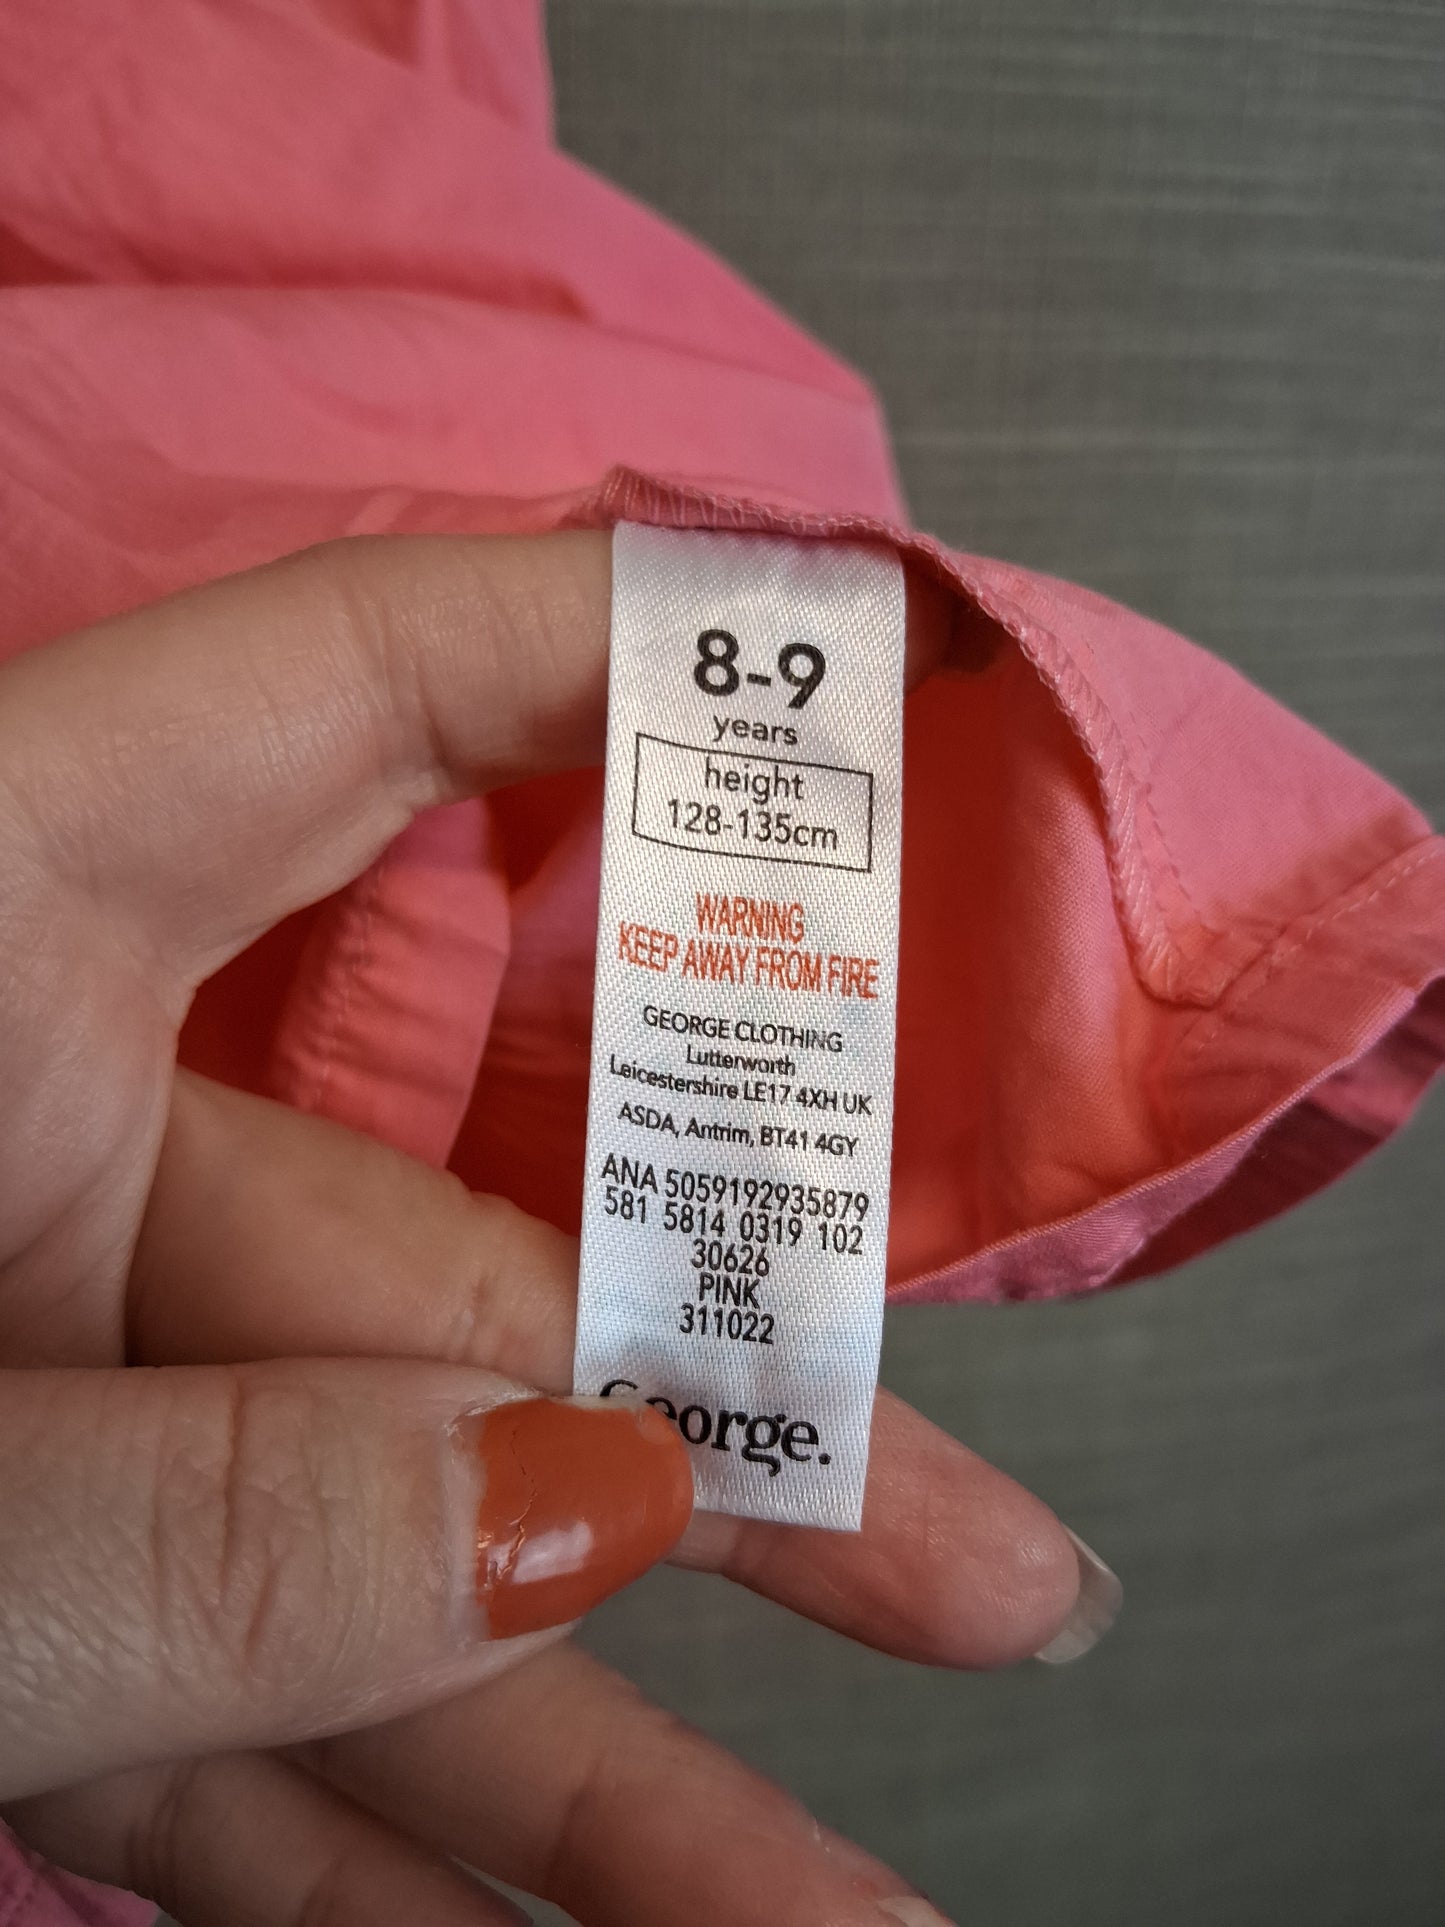 8-9
years
height
128-135cm
WARNING
KEEP AWAY FROM FIRE
GEORGE CLOTHING
Lutterworth
Leicestershire LE17 4XH UK
ASDA, Antrim, BT41 4GY
ANA 5059192935879
581 5814 0319 102
30626
PINK
311022
George.